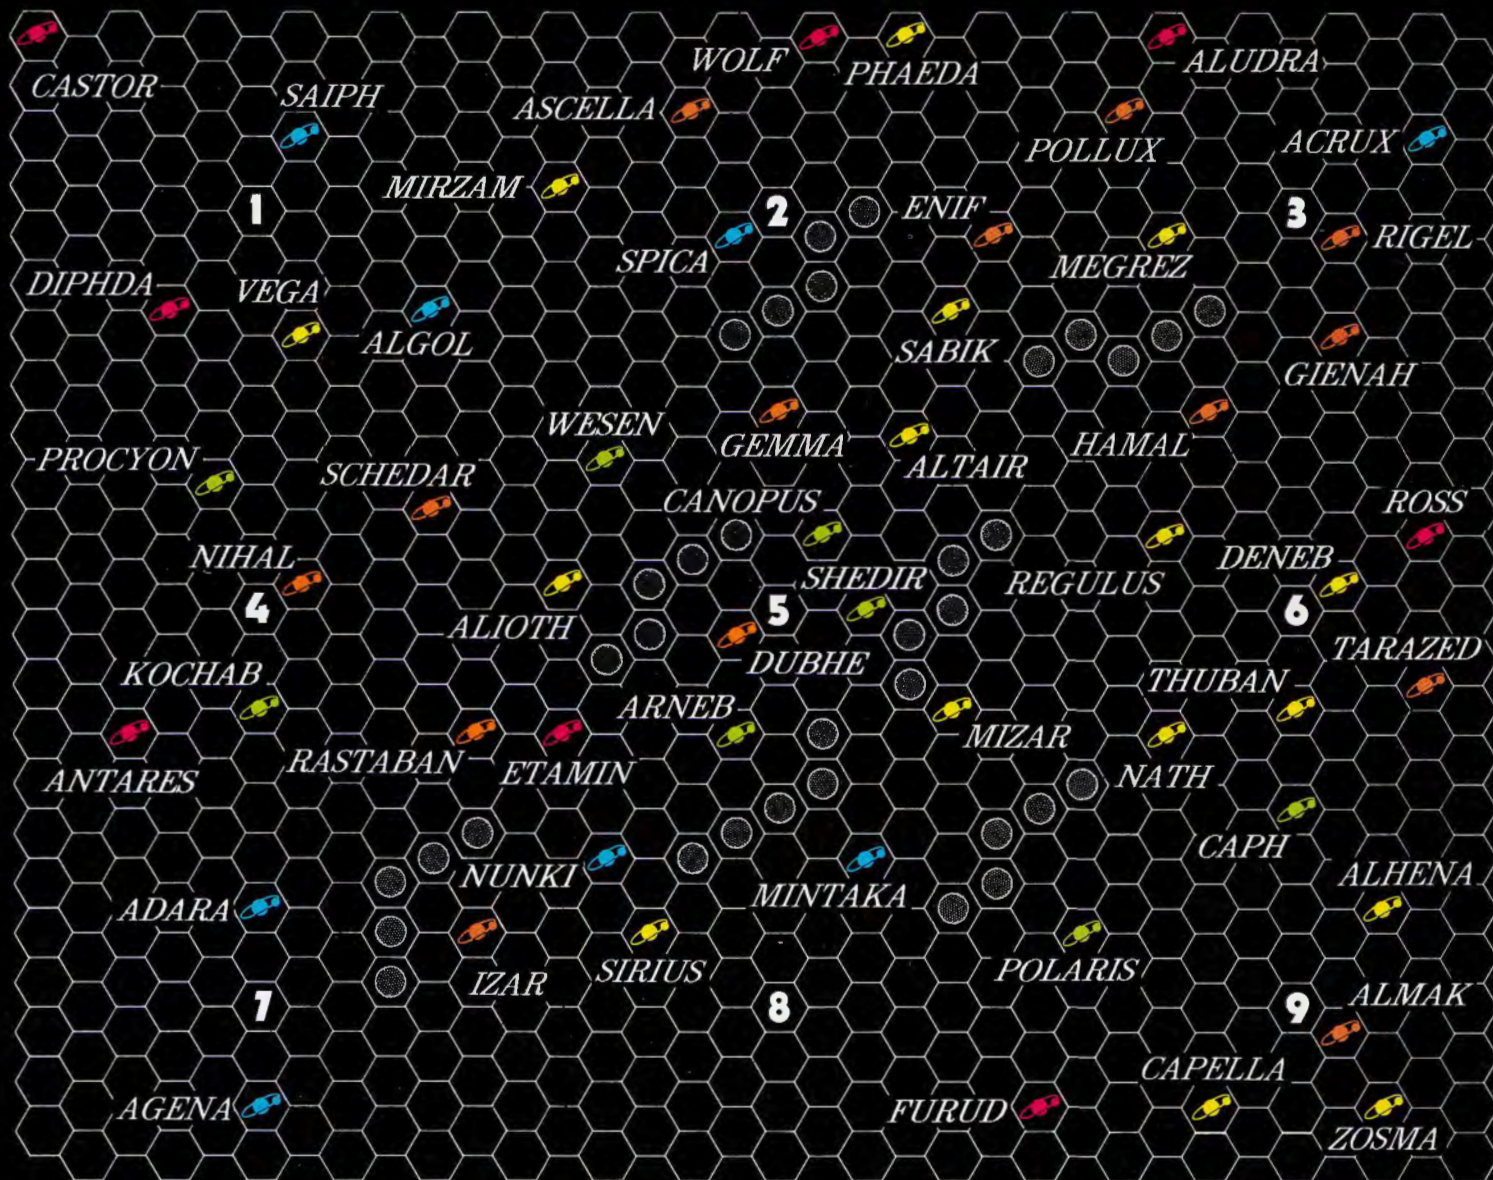 WOLF
PHAEDA
ALUDRA
CASTOR
SAIPH
ASCELLA
POLLUX
ACRUX
MIRZAM
1
2
ENIF
3
RIGEL
SPICA
MEGREZ
DIPHDA
VEGA
ALGOL
SABIK
GIENAH
WESEN
GEMMA
ALTAIR
HAMAL
PROCYON
SCHEDAR
CANOPUS
ROSS
NIHAL
SHEDIR
REGULUS
DENEB
4
ALIOTH
5
6
DUBHE
TARAZED
KOCHAB
ARNEB
THUBAN
MIZAR
RASTABAN
ETAMIN
NATH
ANTARES
CAPH
NUNKI
MINTAKA
ALHENA
ADARA
IZAR
SIRIUS
POLARIS
7
8
9
ALMAK
CAPELLA
AGENA
FURUD
ZOSMA